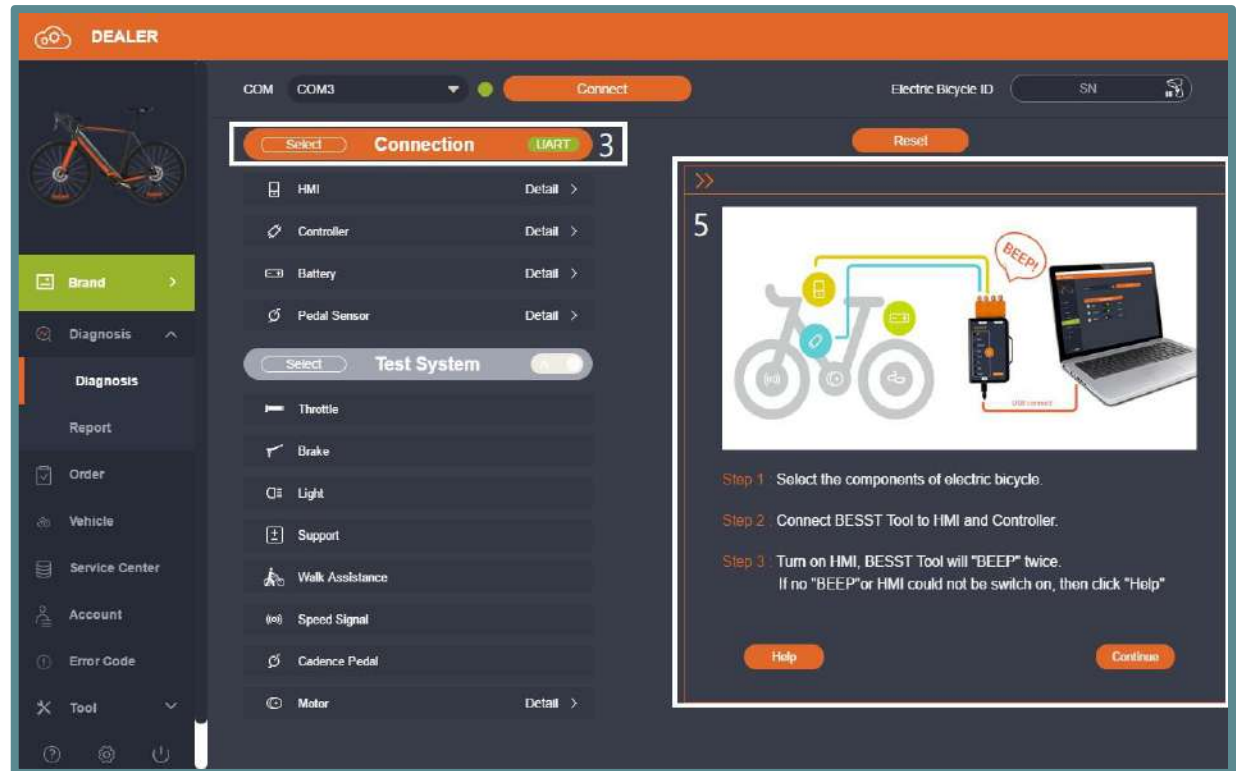 DEALER
COM COM3 Connect Electric Bicycle ID SN
Select Connection UART 3
Reset
HMI Detail >
Controller Detail >
Battery Detail >
Pedal Sensor Detail >
Select Test System
Throttle
Brake
Light
Support
Walk Assistance
Speed Signal
Cadence Pedal
Motor Detail >
Brand >
Diagnosis
Diagnosis
Report
Order
Vehicle
Service Center
Account
Error Code
Tool
>>
5
BEEP!
USB connect
Step 1 : Select the components of electric bicycle.
Step 2 : Connect BESST Tool to HMI and Controller.
Step 3 : Turn on HMI, BESST Tool will "BEEP" twice.
If no "BEEP"or HMI could not be switch on, then click "Help"
Help Continue